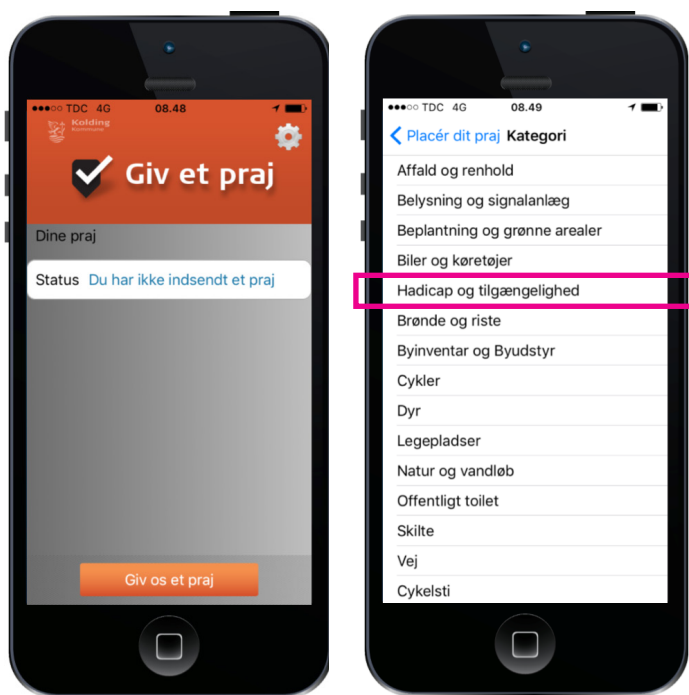 TDC 4G 08.48
Kolding
Kommune
Giv et praj
Dine praj
Status Du har ikke indsendt et praj
Giv os et praj
TDC 4G 08.49
Placér dit praj Kategori
Affald og renhold
Belysning og signalanlæg
Beplantning og grønne arealer
Biler og køretøjer
Hadicap og tilgængelighed
Brønde og riste
Byinventar og Byudstyr
Cykler
Dyr
Legepladser
Natur og vandløb
Offentligt toilet
Skilte
Vej
Cykelsti